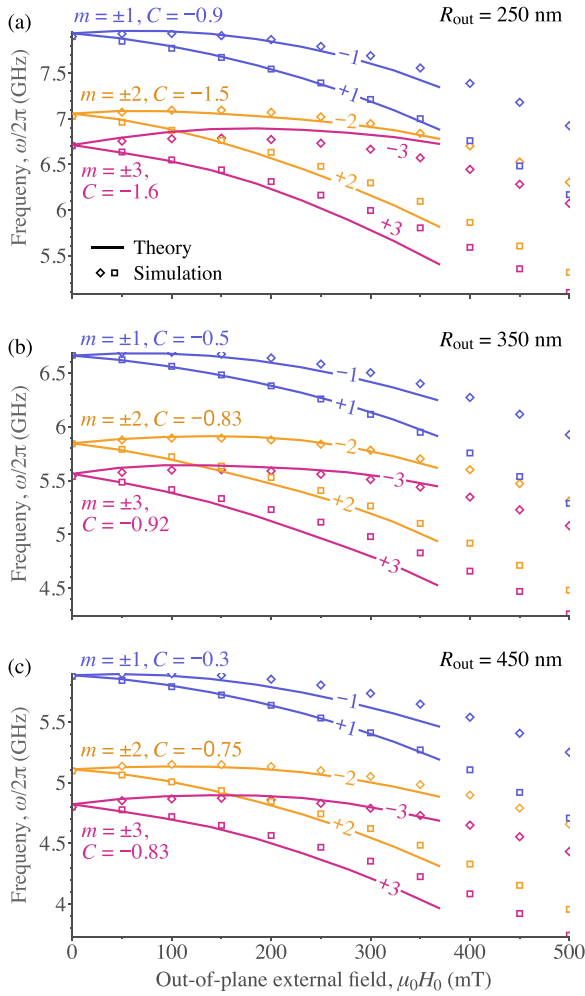 (a)
R_out = 250 nm
m = ±1, C = −0.9
m = ±2, C = −1.5
m = ±3,
C = −1.6
−1
+1
−2
+2
−3
+3
Theory
Simulation
Frequeny, ω/2π (GHz)
7.5
7
6.5
6
5.5
(b)
R_out = 350 nm
m = ±1, C = −0.5
m = ±2, C = −0.83
m = ±3,
C = −0.92
−1
+1
−2
+2
−3
+3
Frequeny, ω/2π (GHz)
6.5
6
5.5
5
4.5
(c)
R_out = 450 nm
m = ±1, C = −0.3
m = ±2, C = −0.75
m = ±3,
C = −0.83
−1
+1
−2
+2
−3
+3
Frequeny, ω/2π (GHz)
5.5
5
4.5
4
0 100 200 300 400 500
Out-of-plane external field, μ₀H₀ (mT)